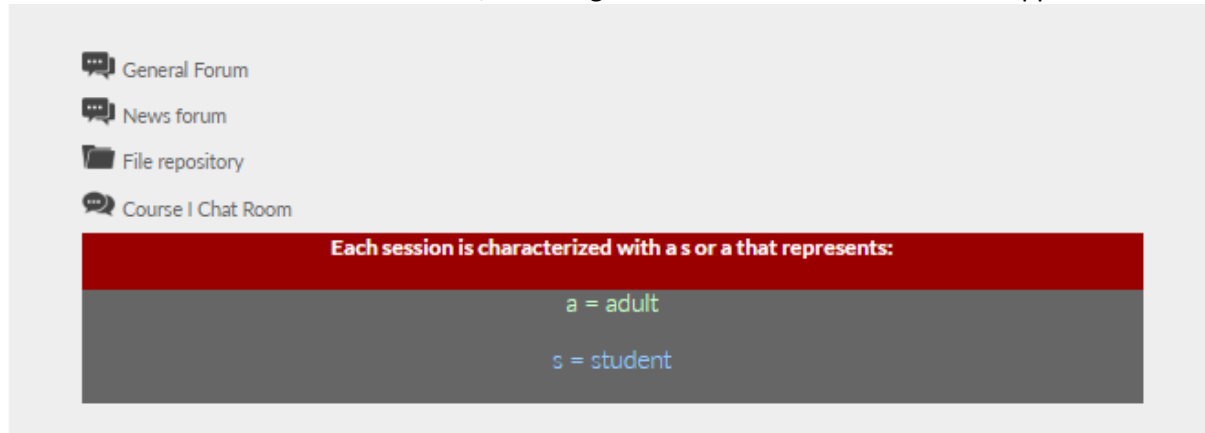 General Forum
News forum
File repository
Course I Chat Room
Each session is characterized with a s or a that represents:
a = adult
s = student